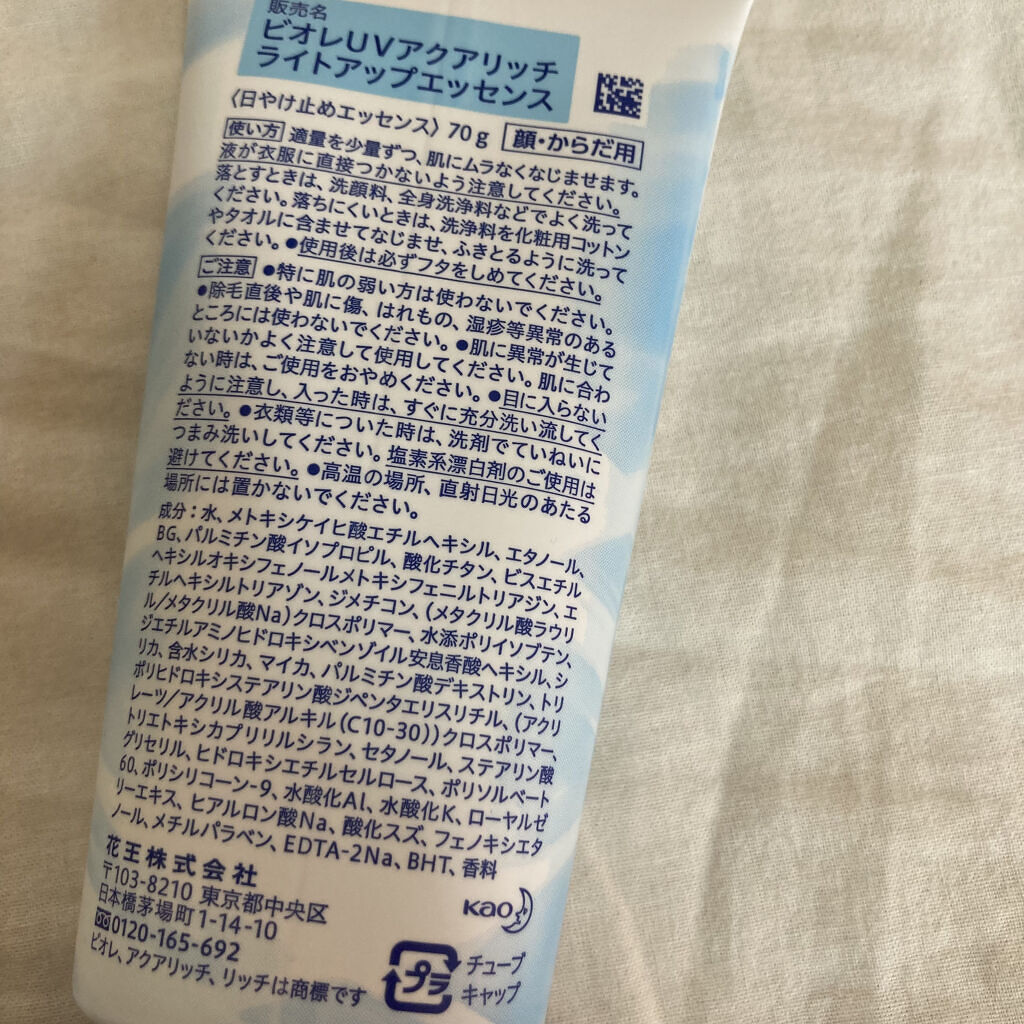 販売名
ビオレUVアクアリッチ
ライトアップエッセンス
〈日やけ止めエッセンス〉70g 顔・からだ用
使い方 適量を少量ずつ、肌にムラなくなじませます。
液が衣服に直接つかないよう注意してください。
落とすときは、洗顔料、全身洗浄料などでよく洗って
ください。落ちにくいときは、洗浄料を化粧用コットン
やタオルに含ませてなじませ、ふきとるように洗って
ください。●使用後は必ずフタをしめてください。
ご注意 ●特に肌の弱い方は使わないでください。
●除毛直後や肌に傷、はれもの、湿疹等異常のある
ところには使わないでください。●肌に異常が生じて
いないかよく注意して使用してください。肌に合わ
ない時は、ご使用をおやめください。●目に入らない
ように注意し、入った時は、すぐに充分洗い流してく
ださい。●衣類等についた時は、洗剤でていねいに
つまみ洗いしてください。塩素系漂白剤のご使用は
避けてください。●高温の場所、直射日光のあたる
場所には置かないでください。
成分：水、メトキシケイヒ酸エチルヘキシル、エタノール、
BG、パルミチン酸イソプロピル、酸化チタン、ビスエチル
ヘキシルオキシフェノールメトキシフェニルトリアジン、エ
チルヘキシルトリアゾン、ジメチコン、(メタクリル酸ラウリ
ル/メタクリル酸Na)クロスポリマー、水添ポリイソブテン、
ジエチルアミノヒドロキシベンゾイル安息香酸ヘキシル、シ
リカ、含水シリカ、マイカ、パルミチン酸デキストリン、トリ
ポリヒドロキシステアリン酸ジペンタエリスリチル、(アクリ
レーツ/アクリル酸アルキル(C10-30))クロスポリマー、
トリエトキシカプリリルシラン、セタノール、ステアリン酸
グリセリル、ヒドロキシエチルセルロース、ポリソルベート
60、ポリシリコーン-9、水酸化Al、水酸化K、ローヤルゼ
リーエキス、ヒアルロン酸Na、酸化スズ、フェノキシエタ
ノール、メチルパラベン、EDTA-2Na、BHT、香料
花王株式会社
〒103-8210 東京都中央区
日本橋茅場町1-14-10
0120-165-692
ビオレ、アクアリッチ、リッチは商標です
Kao
プラ
チューブ
キャップ